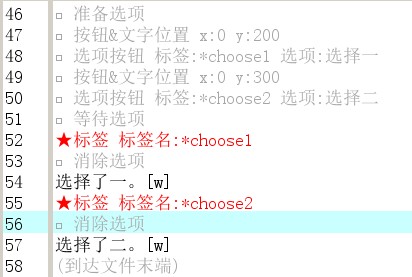 46 □ 准备选项
47 □ 按钮&文字位置 x:0 y:200
48 □ 选项按钮 标签:*choose1 选项:选择一
49 □ 按钮&文字位置 x:0 y:300
50 □ 选项按钮 标签:*choose2 选项:选择二
51 □ 等待选项
52 ★标签 标签名:*choose1
53 □ 消除选项
54 选择了一。[w]
55 ★标签 标签名:*choose2
56 □ 消除选项
57 选择了二。[w]
58 (到达文件末端)